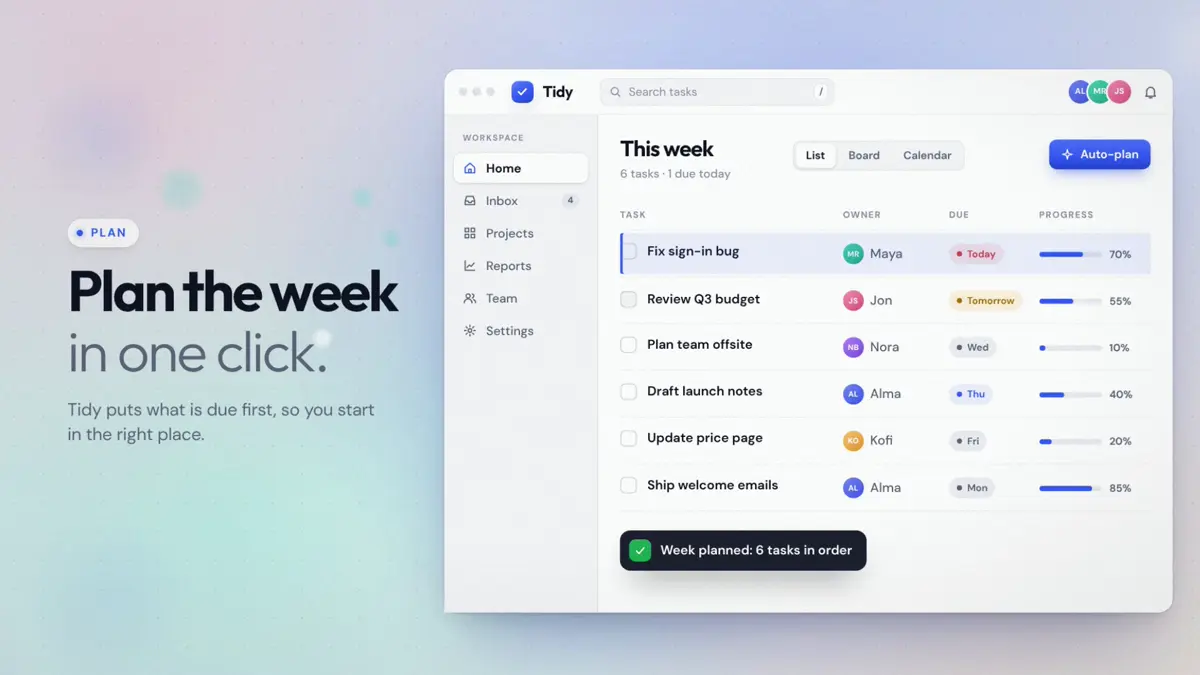 PLAN
Plan the week
in one click.
Tidy puts what is due first, so you start
in the right place.
Tidy
Search tasks
/
AL
MR
JS
WORKSPACE
Home
Inbox
4
Projects
Reports
Team
Settings
This week
6 tasks · 1 due today
List
Board
Calendar
Auto-plan
TASK OWNER DUE PROGRESS
Fix sign-in bug MR Maya Today 70%
Review Q3 budget JS Jon Tomorrow 55%
Plan team offsite NB Nora Wed 10%
Draft launch notes AL Alma Thu 40%
Update price page KO Kofi Fri 20%
Ship welcome emails AL Alma Mon 85%
Week planned: 6 tasks in order